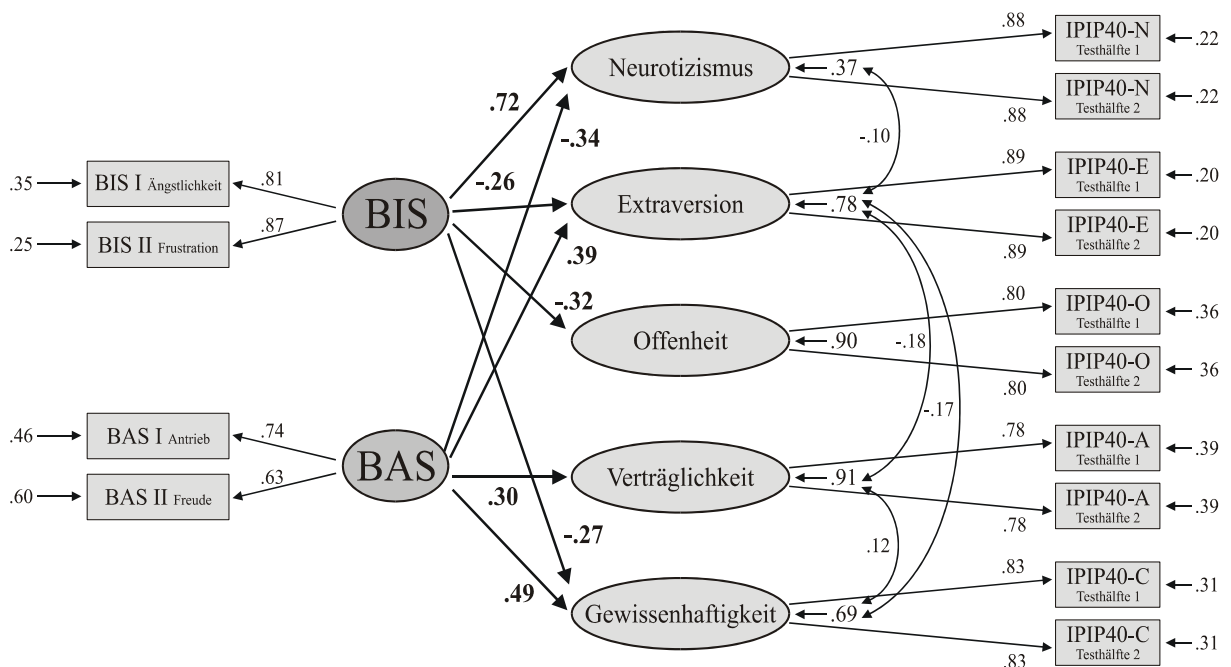 .88
IPIP40-N
Testhälfte 1
.22
Neurotizismus
.37
IPIP40-N
Testhälfte 2
.22
.88
.72
-.34
-.10
.35
BIS I Ängstlichkeit
.81
-.26
.89
IPIP40-E
Testhälfte 1
.20
BIS
Extraversion
.78
.25
BIS II Frustration
.87
IPIP40-E
Testhälfte 2
.20
.89
.39
-.32
.80
IPIP40-O
Testhälfte 1
.36
Offenheit
.90
-.18
IPIP40-O
Testhälfte 2
36
.80
-.17
.46
BAS I Antrieb
.74
.78
IPIP40-A
Testhälfte 1
.39
BAS
Verträglichkeit
.91
.60
BAS II Freude
.63
.30
IPIP40-A
Testhälfte 2
.39
.78
-.27
.12
.49
.83
IPIP40-C
Testhälfte 1
.31
Gewissenhaftigkeit
.69
IPIP40-C
Testhälfte 2
.31
.83